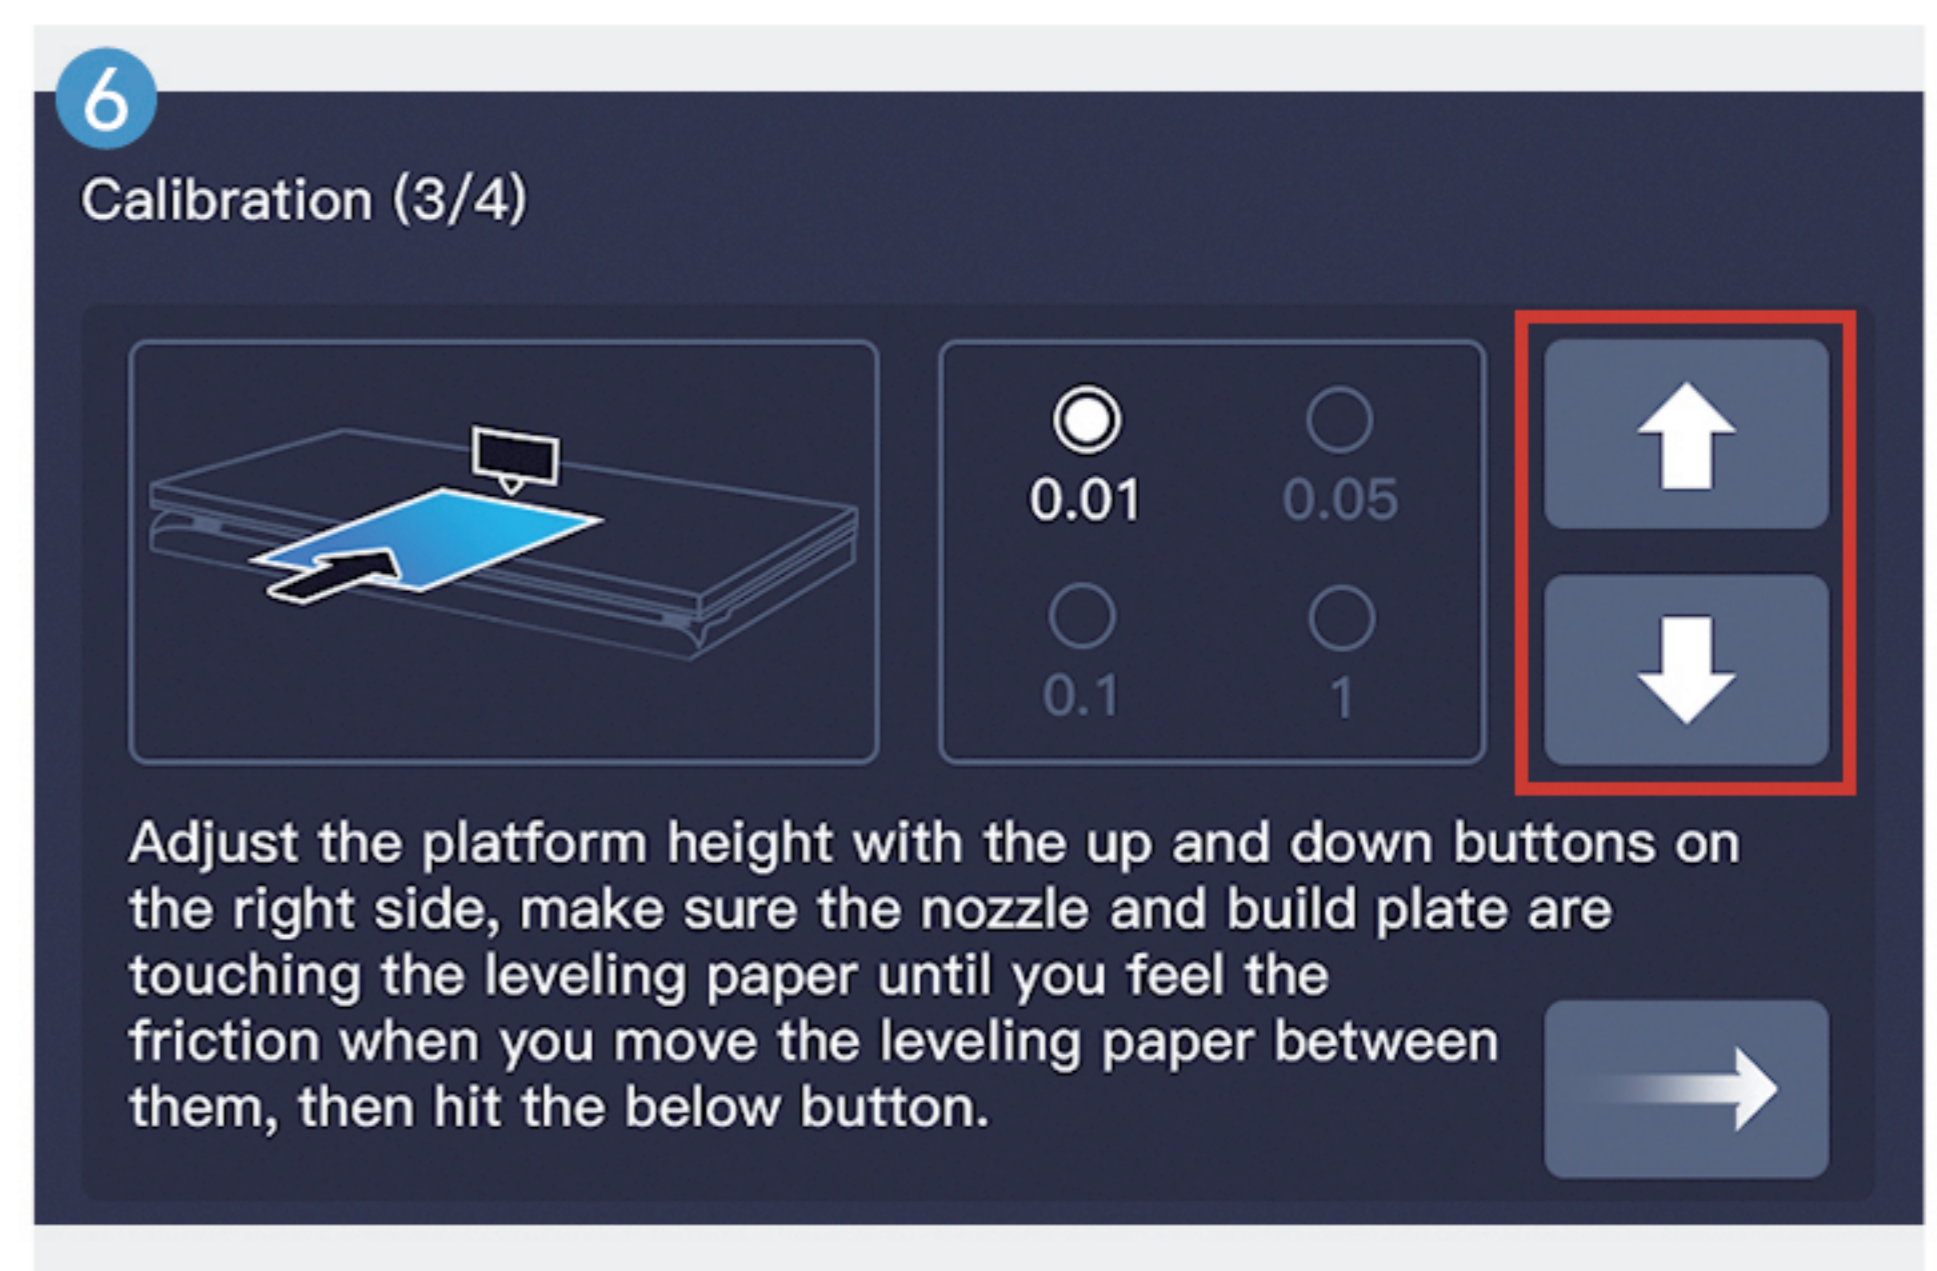 6
Calibration (3/4)
0.01
0.05
0.1
1
Adjust the platform height with the up and down buttons on
the right side, make sure the nozzle and build plate are
touching the leveling paper until you feel the
friction when you move the leveling paper between
them, then hit the below button.